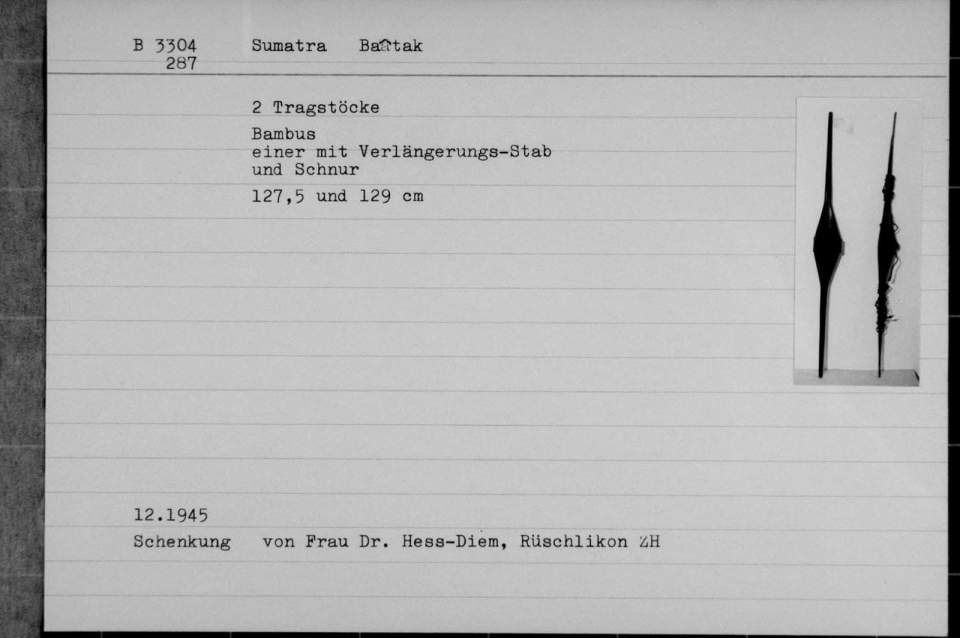 B 3304 Sumatra Battak
287
2 Tragstöcke
Bambus
einer mit Verlängerungs-Stab
und Schnur
127,5 und 129 cm
12.1945
Schenkung von Frau Dr. Hess-Diem, Rüschlikon ZH